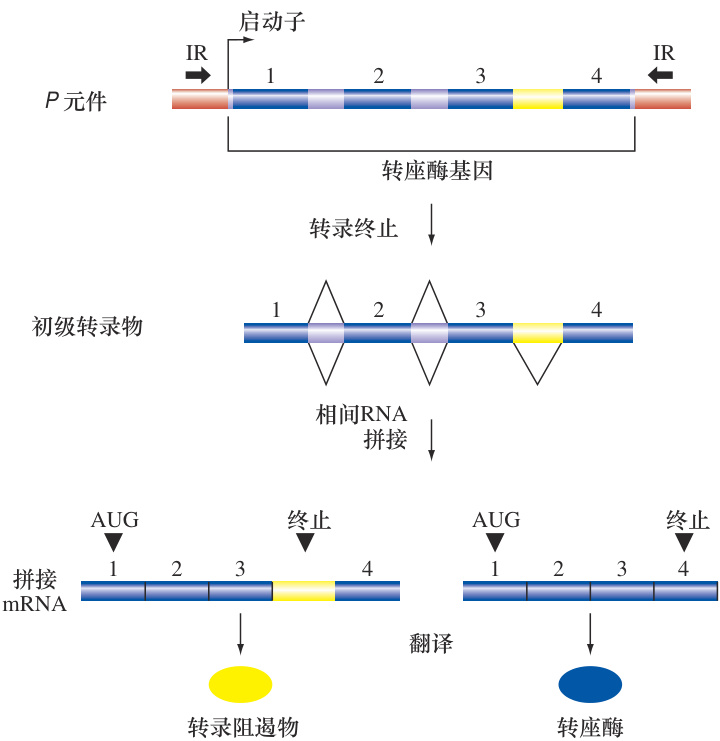 启动子
IR
IR
1 2 3 4
P 元件
转座酶基因
转录终止
1 2 3 4
初级转录物
相间RNA
拼接
AUG 终止 AUG 终止
1 2 3 4 1 2 3 4
拼接
mRNA
翻译
转录阻遏物 转座酶